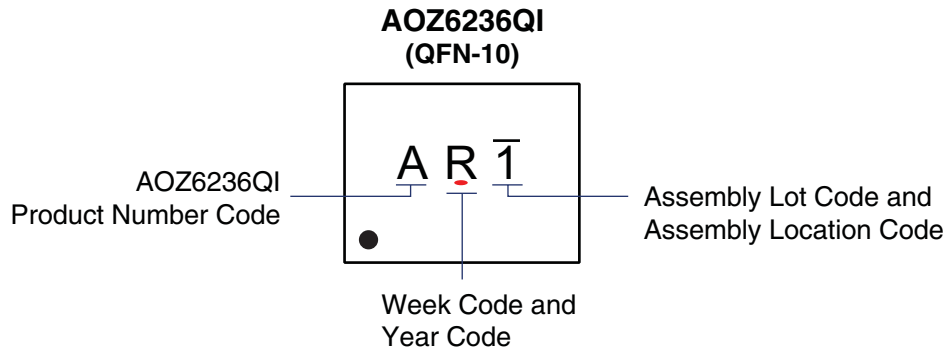 AOZ6236QI
(QFN-10)
A R 1̅
AOZ6236QI
Product Number Code
Assembly Lot Code and
Assembly Location Code
Week Code and
Year Code